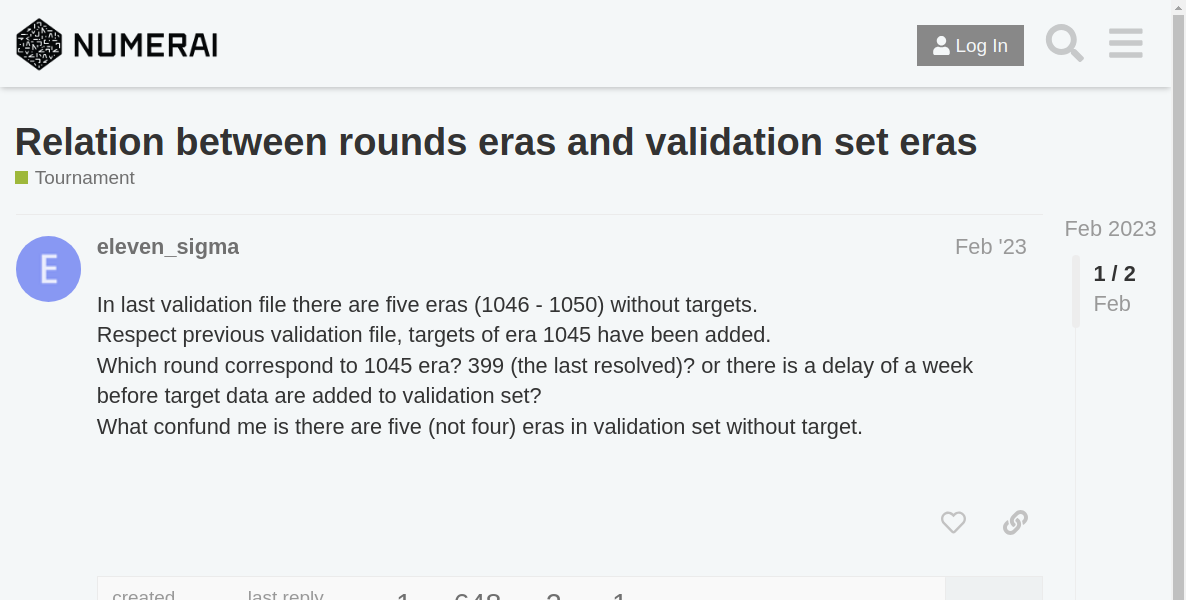 NUMERAI
Log In
Relation between rounds eras and validation set eras
Tournament
Feb 2023
E
eleven_sigma
Feb '23
1 / 2
Feb
In last validation file there are five eras (1046 - 1050) without targets.
Respect previous validation file, targets of era 1045 have been added.
Which round correspond to 1045 era? 399 (the last resolved)? or there is a delay of a week
before target data are added to validation set?
What confund me is there are five (not four) eras in validation set without target.
created
last reply
1
648
2
1